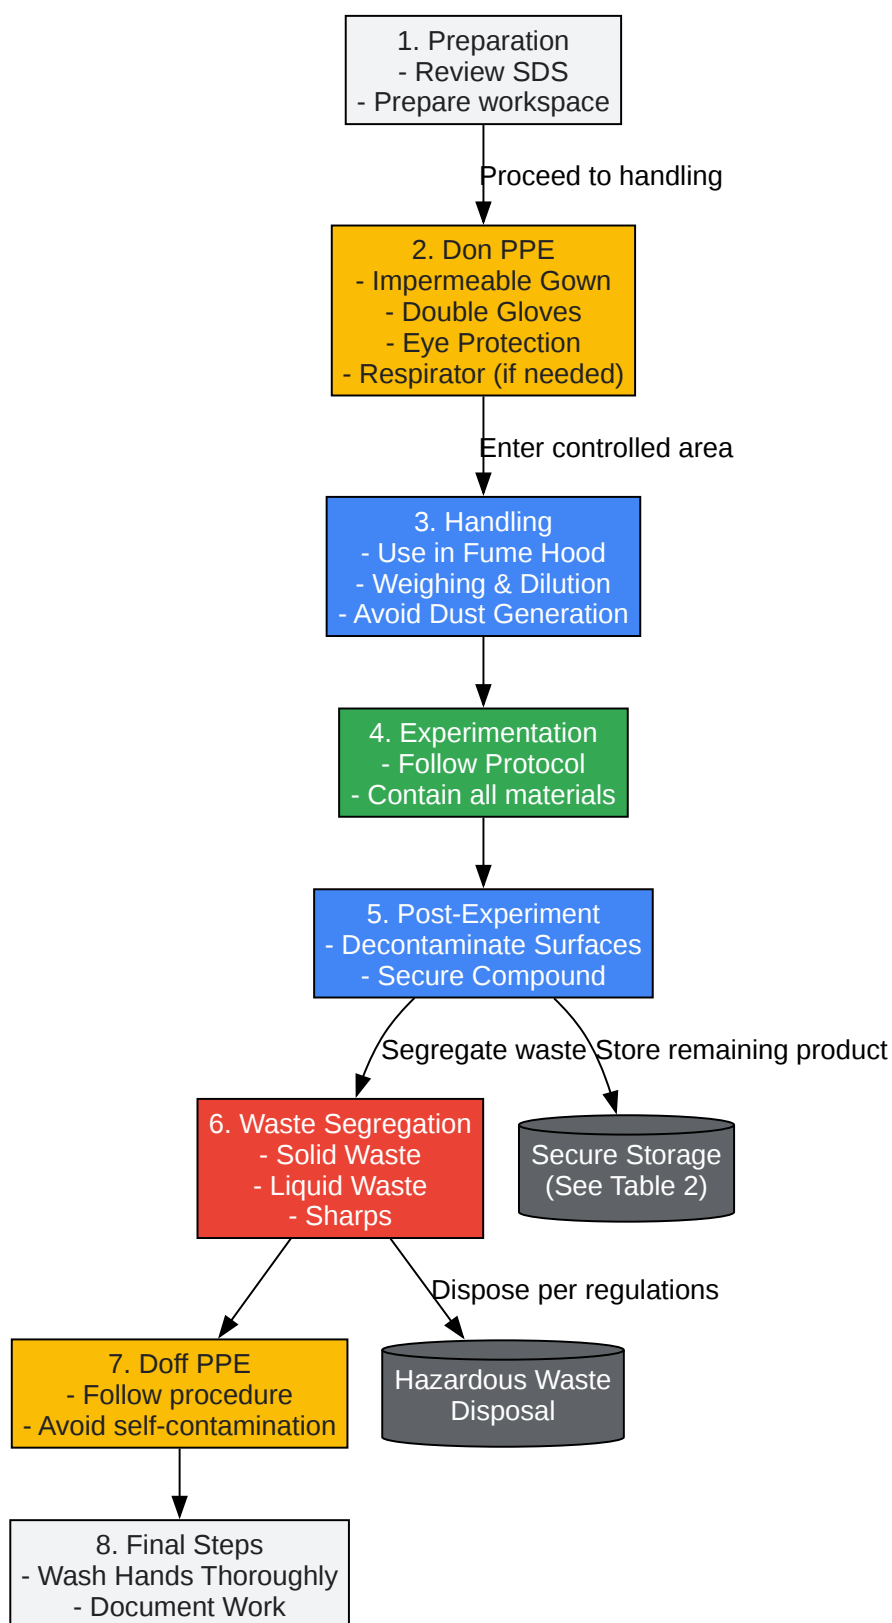 1. Preparation
- Review SDS
- Prepare workspace
Proceed to handling
2. Don PPE
- Impermeable Gown
- Double Gloves
- Eye Protection
- Respirator (if needed)
Enter controlled area
3. Handling
- Use in Fume Hood
- Weighing & Dilution
- Avoid Dust Generation
4. Experimentation
- Follow Protocol
- Contain all materials
5. Post-Experiment
- Decontaminate Surfaces
- Secure Compound
Segregate waste
Store remaining product
6. Waste Segregation
- Solid Waste
- Liquid Waste
- Sharps
Secure Storage
(See Table 2)
Dispose per regulations
7. Doff PPE
- Follow procedure
- Avoid self-contamination
Hazardous Waste
Disposal
8. Final Steps
- Wash Hands Thoroughly
- Document Work